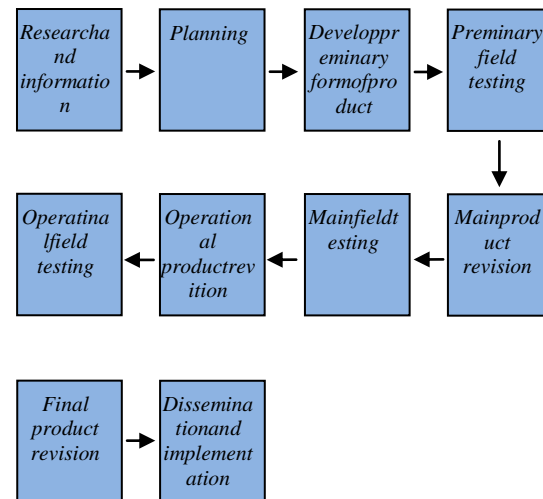 Researcha
nd
informatio
n
Planning
Developpr
eminary
formofpro
duct
Preminary
field
testing
Mainprod
uct
revision
Mainfieldt
esting
Operation
al
productrev
ition
Operatina
lfield
testing
Final
product
revision
Dissemina
tionand
implement
ation